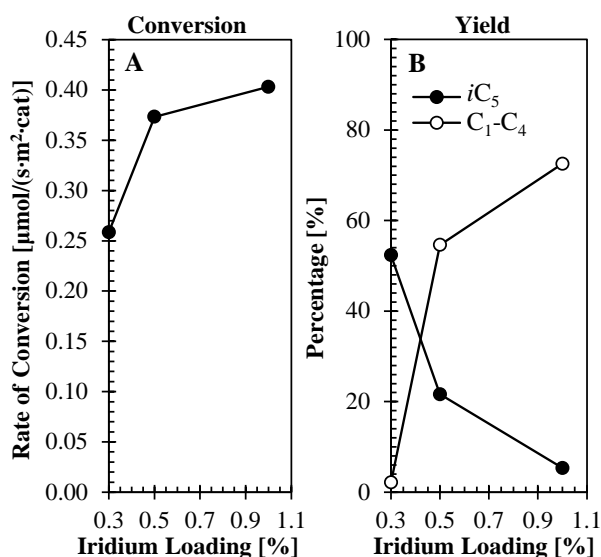 Conversion
A
0.45
0.40
0.35
0.30
0.25
0.20
0.15
0.10
0.05
0.00
Rate of Conversion [µmol/(s·m²·cat)]
0.3 0.5 0.7 0.9 1.1
Iridium Loading [%]
Yield
B
iC₅
C₁-C₄
100
80
60
40
20
0
Percentage [%]
0.3 0.5 0.7 0.9 1.1
Iridium Loading [%]